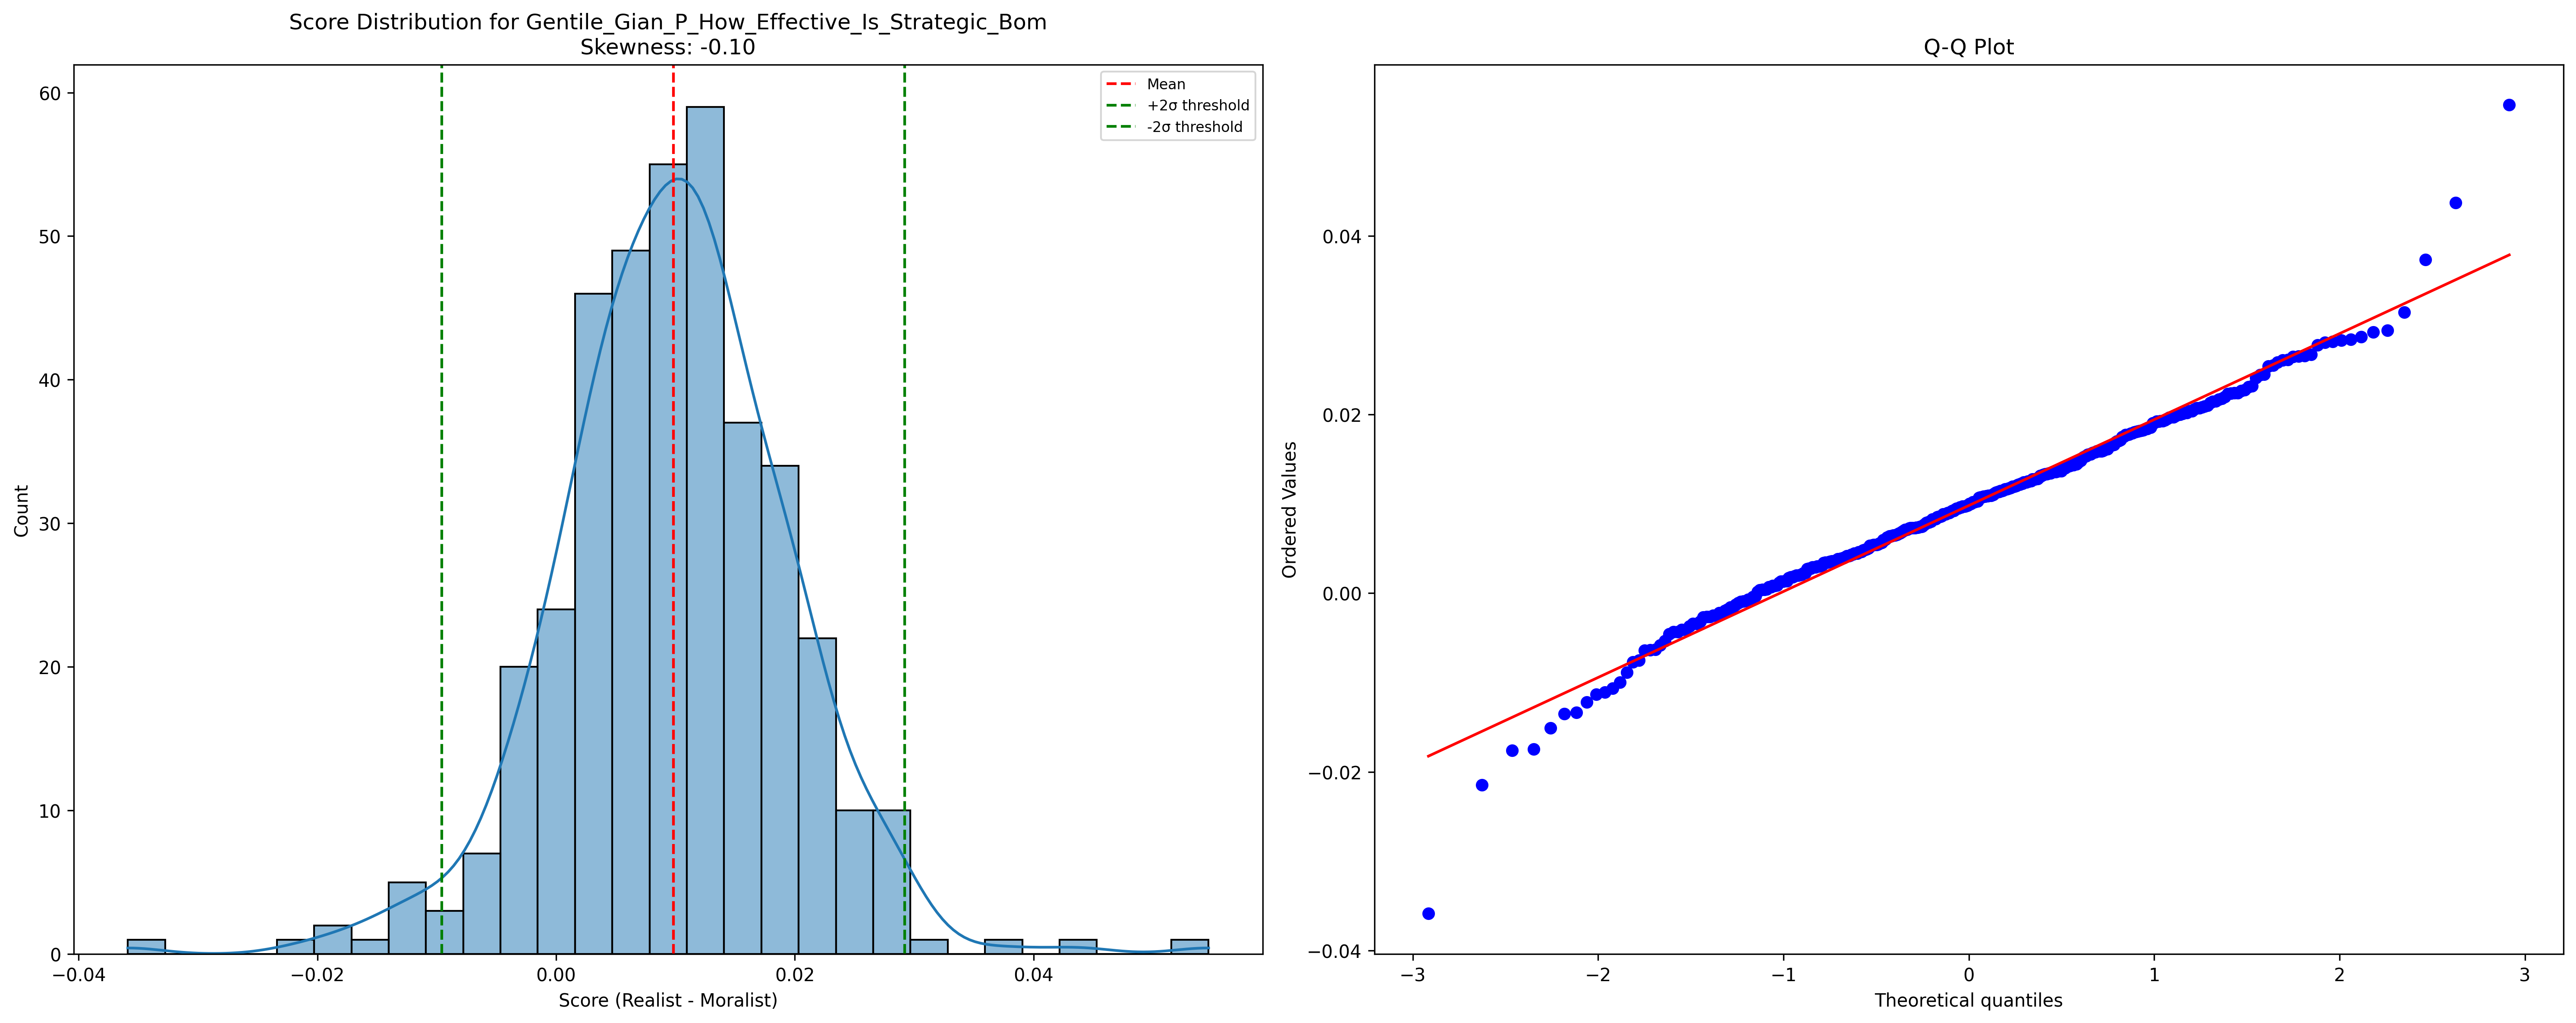 Score Distribution for Gentile_Gian_P_How_Effective_Is_Strategic_Bom
Skewness: -0.10
Mean
+2σ threshold
-2σ threshold
Count
60
50
40
30
20
10
0
−0.04
−0.02
0.00
0.02
0.04
Score (Realist - Moralist)
Q-Q Plot
Ordered Values
0.04
0.02
0.00
−0.02
−0.04
−3
−2
−1
0
1
2
3
Theoretical quantiles